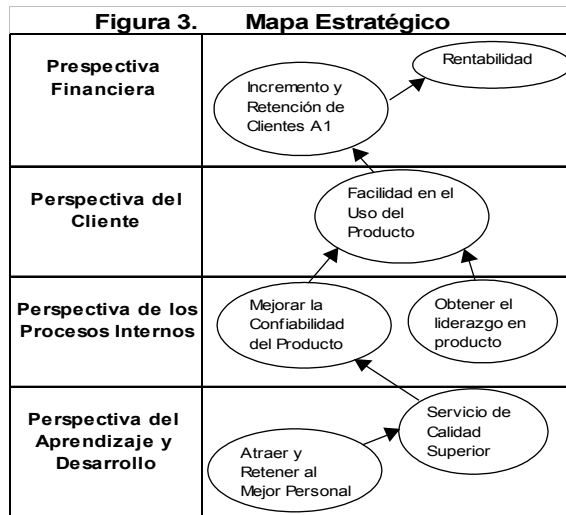 Figura 3. Mapa Estratégico
Prespectiva
Financiera
Rentabilidad
Incremento y
Retención de
Clientes A1
Perspectiva del
Cliente
Facilidad en el
Uso del
Producto
Perspectiva de los
Procesos Internos
Mejorar la
Confiabilidad
del Producto
Obtener el
liderazgo en
producto
Perspectiva del
Aprendizaje y
Desarrollo
Servicio de
Calidad
Superior
Atraer y
Retener al
Mejor Personal